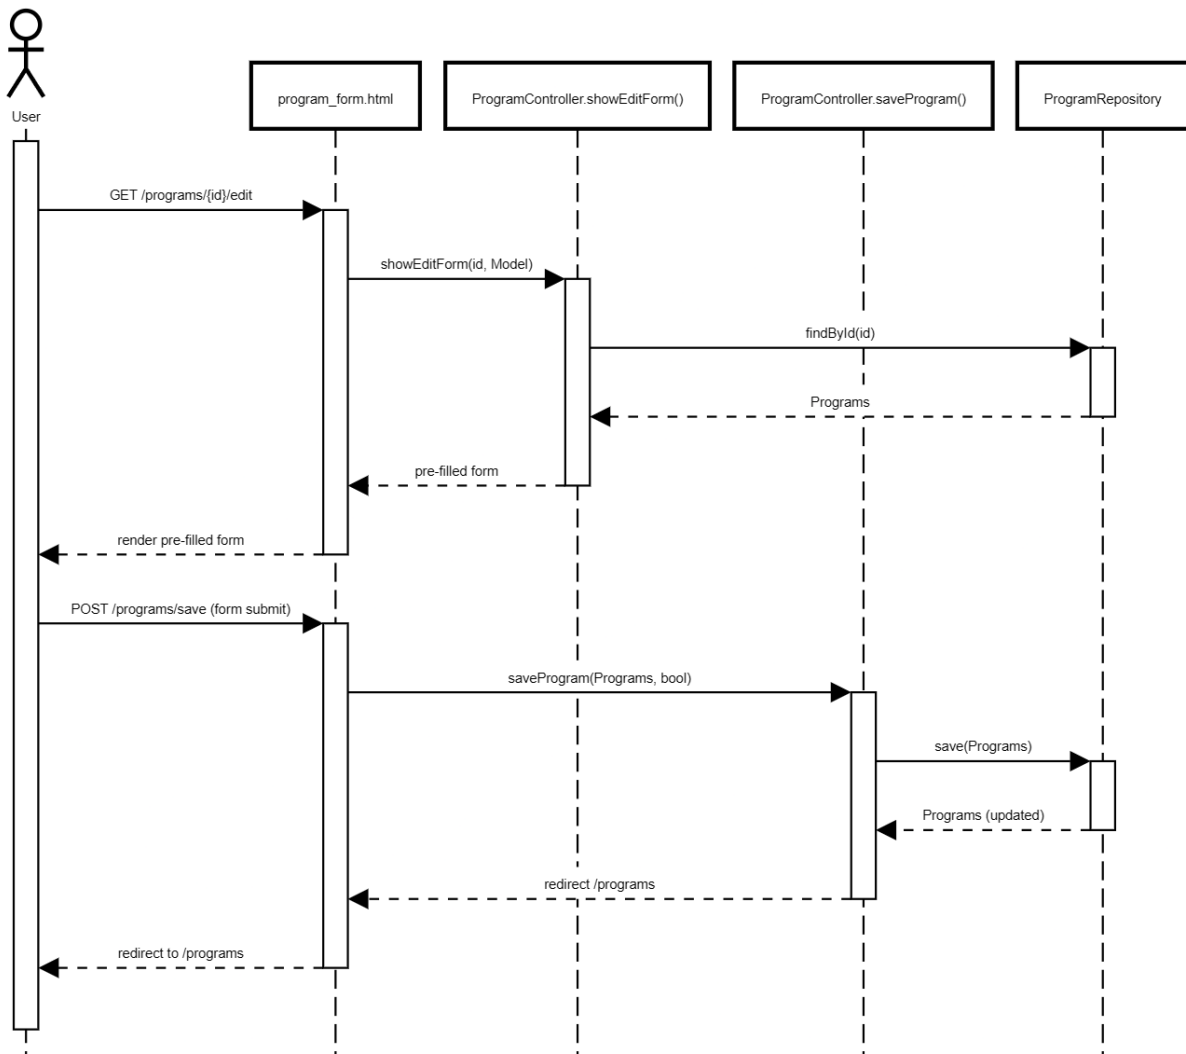 User
program_form.html
ProgramController.showEditForm()
ProgramController.saveProgram()
ProgramRepository
GET /programs/{id}/edit
showEditForm(id, Model)
findById(id)
Programs
pre-filled form
render pre-filled form
POST /programs/save (form submit)
saveProgram(Programs, bool)
save(Programs)
Programs (updated)
redirect /programs
redirect to /programs